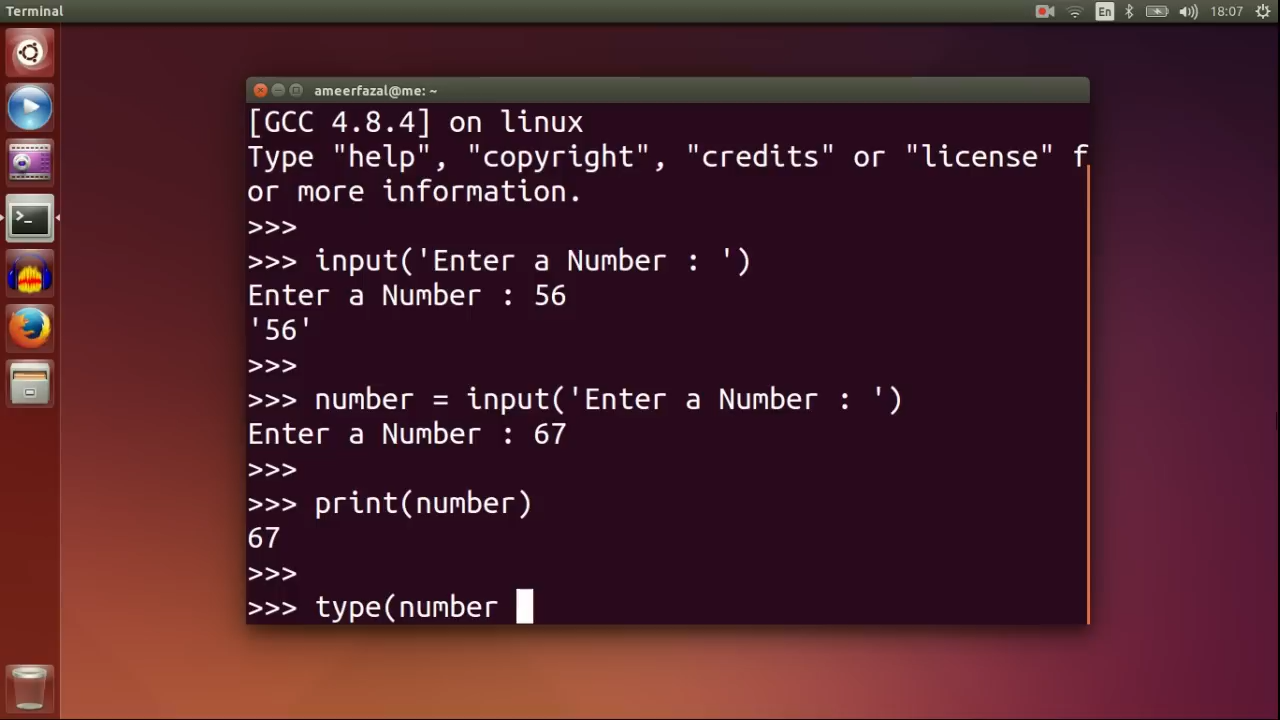 Terminal
En
18:07
ameerfazal@me: ~
[GCC 4.8.4] on linux
Type "help", "copyright", "credits" or "license" f
or more information.
>>>
>>> input('Enter a Number : ')
Enter a Number : 56
'56'
>>>
>>> number = input('Enter a Number : ')
Enter a Number : 67
>>>
>>> print(number)
67
>>>
>>> type(number